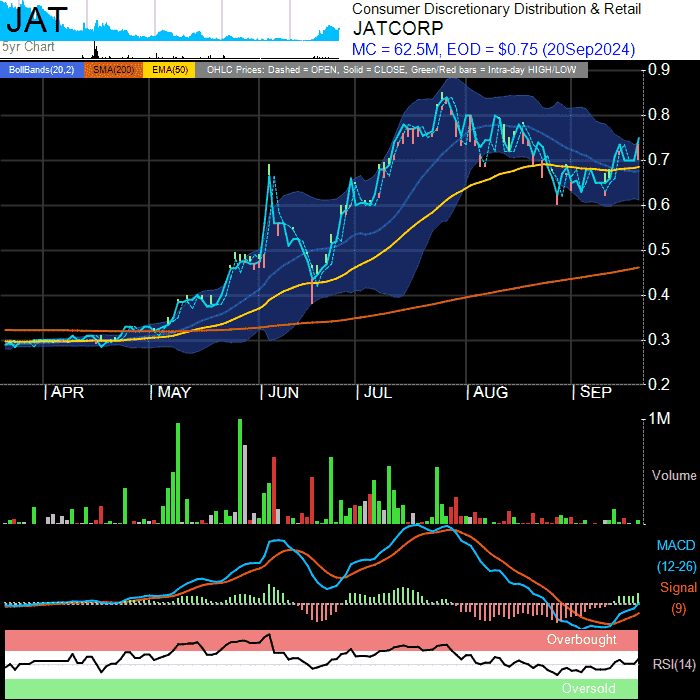 JAT
5yr Chart
Consumer Discretionary Distribution & Retail
JATCORP
MC = 62.5M, EOD = $0.75 (20Sep2024)
BollBands(20,2) SMA(200) EMA(50) OHLC Prices: Dashed = OPEN, Solid = CLOSE, Green/Red bars = Intra-day HIGH/LOW
0.9
0.8
0.7
0.6
0.5
0.4
0.3
0.2
APR MAY JUN JUL AUG SEP
1M
Volume
MACD
(12-26)
Signal
(9)
Overbought
RSI(14)
Oversold